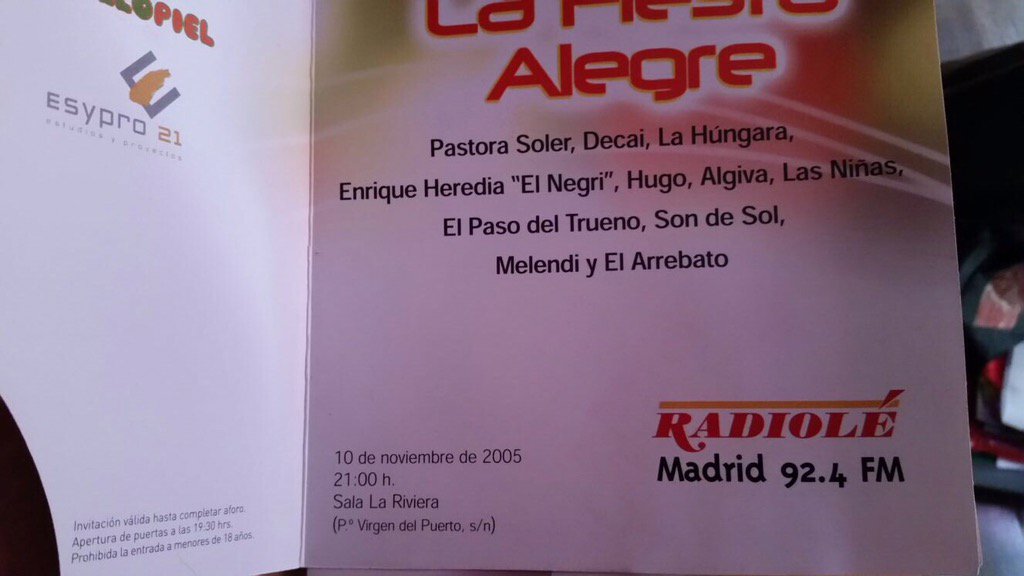 PIEL
ESYPRO 21
estudios y proyectos
Invitación válida hasta completar aforo.
Apertura de puertas a las 19:30 hrs.
Prohibida la entrada a menores de 18 años.
La Fiesta
Alegre
Pastora Soler, Decai, La Húngara,
Enrique Heredia "El Negri", Hugo, Algiva, Las Niñas,
El Paso del Trueno, Son de Sol,
Melendi y El Arrebato
RADIOLÉ
Madrid 92.4 FM
10 de noviembre de 2005
21:00 h.
Sala La Riviera
(P.º Virgen del Puerto, s/n)